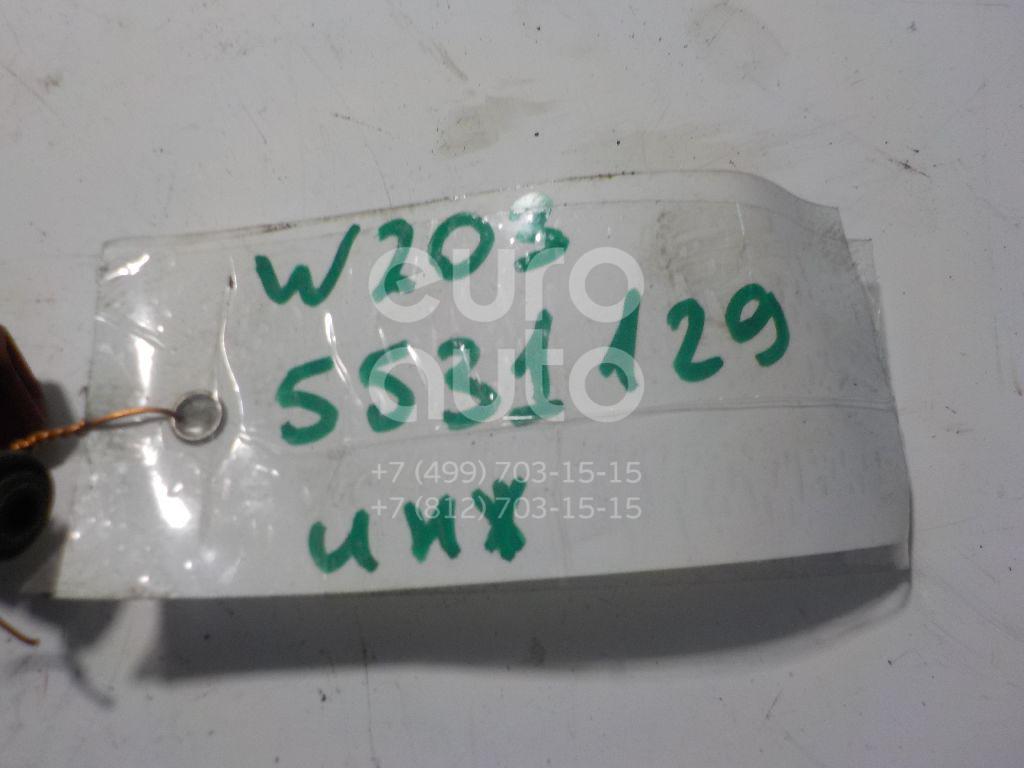 W203
5531129
инж
euro
auto
+7 (499) 703-15-15
+7 (812) 703-15-15